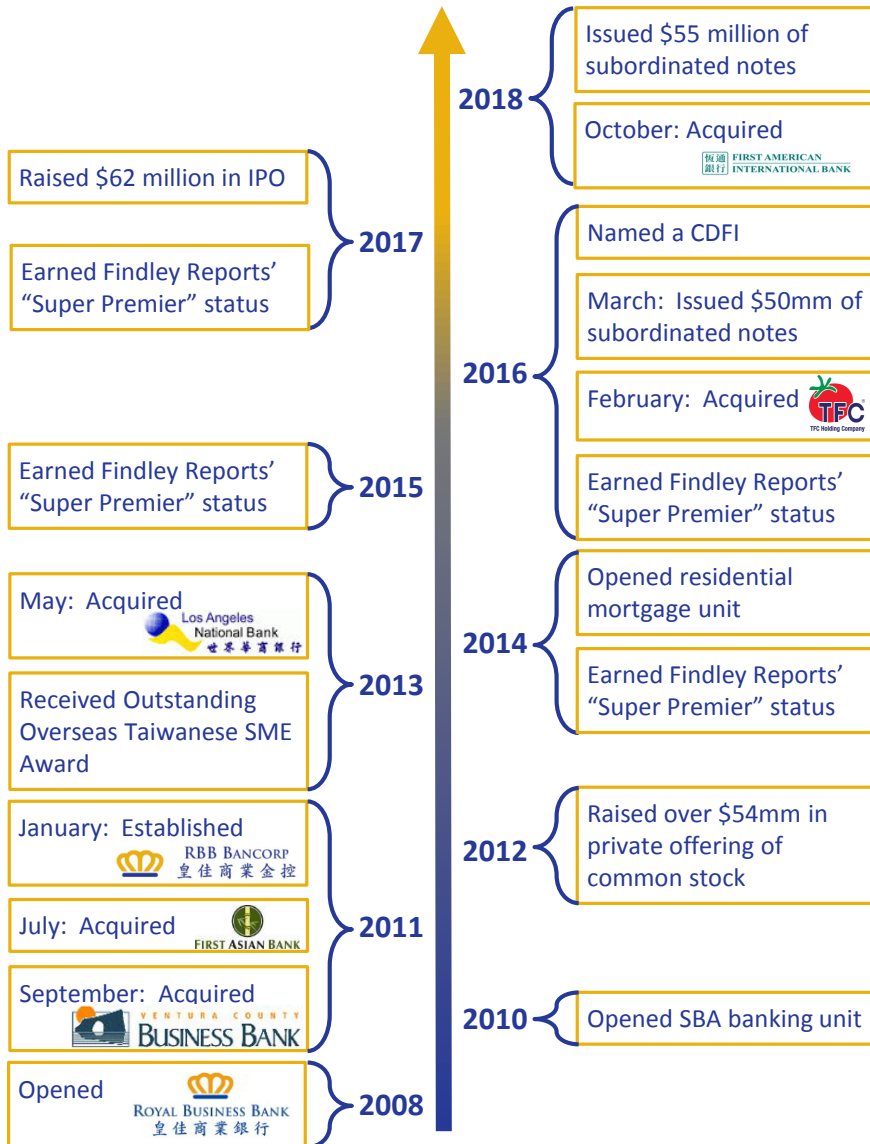 2018
Issued $55 million of
subordinated notes
October: Acquired
恆通 FIRST AMERICAN
銀行 INTERNATIONAL BANK
Raised $62 million in IPO
2017
Earned Findley Reports’
“Super Premier” status
Named a CDFI
March: Issued $50mm of
subordinated notes
2016
February: Acquired
TFC
®
TFC Holding Company
Earned Findley Reports’
“Super Premier” status
Earned Findley Reports’
“Super Premier” status
2015
Opened residential
mortgage unit
2014
Earned Findley Reports’
“Super Premier” status
May: Acquired
Los Angeles
National Bank
世界華商銀行
2013
Received Outstanding
Overseas Taiwanese SME
Award
Raised over $54mm in
private offering of
common stock
2012
January: Established
RBB BANCORP
皇佳商業金控
July: Acquired
FIRST ASIAN BANK
2011
September: Acquired
VENTURA COUNTY
BUSINESS BANK
2010
Opened SBA banking unit
Opened
ROYAL BUSINESS BANK
皇佳商業銀行
2008